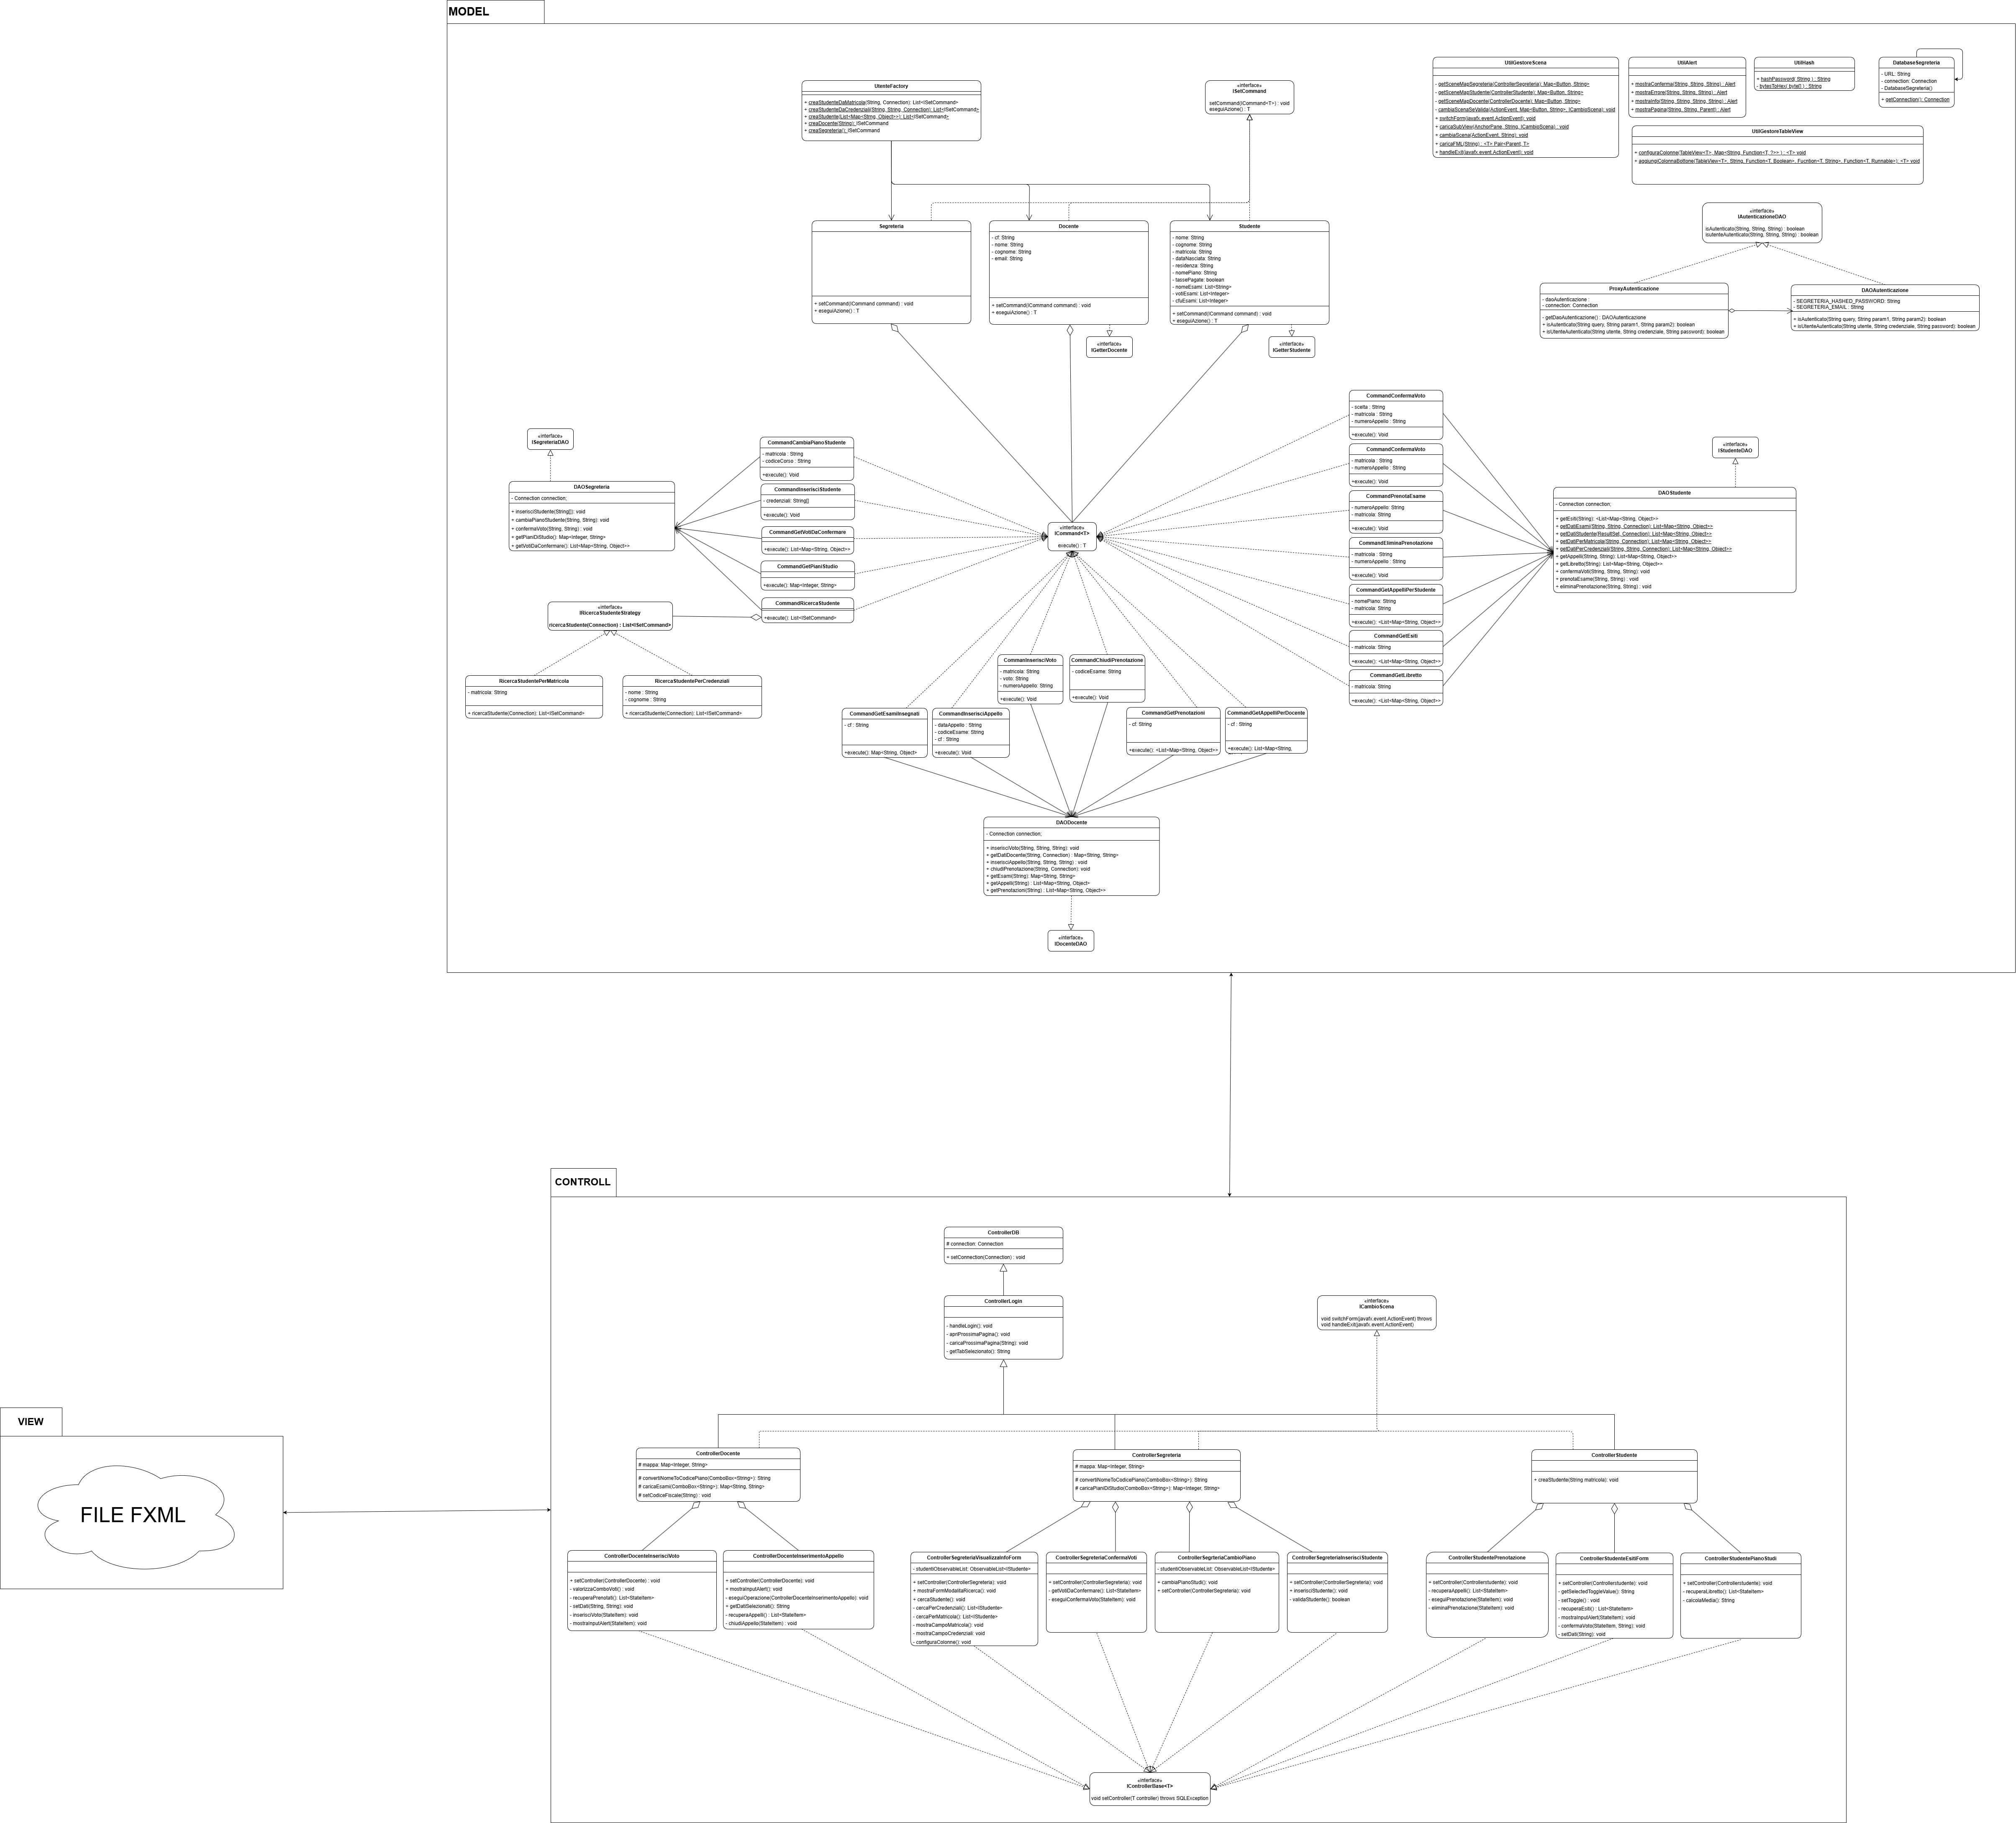 MODEL
UtenteFactory
+ creaStudenteDaMatricola(String, Connection): List<ISetCommand>
+ creaStudenteDaCredenziali(String, String, Connection): List<ISetCommand>
+ creaStudente(List<Map<String, Object>>): List<ISetCommand>
+ creaDocente(String): ISetCommand
+ creaSegreteria(): ISetCommand
«interface»
ISetCommand
setCommand(ICommand<T>) : void
eseguiAzione() : T
UtilGestoreScena
- getSceneMapSegreteria(ControllerSegreteria): Map<Button, String>
- getSceneMapStudente(ControllerStudente): Map<Button, String>
- getSceneMapDocente(ControllerDocente): Map<Button, String>
- cambiaScenaSeValida(ActionEvent, Map<Button, String>, ICambioScena): void
+ switchForm(javafx.event.ActionEvent): void
+ caricaSubView(AnchorPane, String, ICambioScena) : void
+ cambiaScena(ActionEvent, String): void
+ caricaFML(String) : <T> Pair<Parent, T>
+ handleExit(javafx.event.ActionEvent): void
UtilAlert
+ mostraConferma(String, String, String) : Alert
+ mostraErrore(String, String, String) : Alert
+ mostraInfo(String, String, String, String) : Alert
+ mostraPagina(String, String, Parent) : Alert
UtilHash
+ hashPassword( String ) : String
- bytesToHex( byte[] ) : String
DatabaseSegreteria
- URL: String
- connection: Connection
- DatabaseSegreteria()
+ getConnection(): Connection
UtilGestoreTableView
+ configuraColonne(TableView<T>, Map<String, Function<T, ?>> ) : <T> void
+ aggiungiColonnaBottone(TableView<T>, String, Function<T, Boolean>, Fucntion<T, String>, Function<T, Runnable>): <T> void
Segreteria
+ setCommand(ICommand command) : void
+ eseguiAzione() : T
Docente
- cf: String
- nome: String
- cognome: String
- email: String
+ setCommand(ICommand command) : void
+ eseguiAzione() : T
Studente
- nome: String
- cognome: String
- matricola: String
- dataNasciata: String
- residenza: String
- nomePiano: String
- tassePagate: boolean
- nomeEsami: List<String>
- votiEsami: List<Integer>
- cfuEsami: List<Integer>
+ setCommand(ICommand command) : void
+ eseguiAzione() : T
«interface»
IGetterDocente
«interface»
IGetterStudente
«interface»
IAutenticazioneDAO
isAutentico(String, String, String) : boolean
isutenteAutentico(String, String, String) : boolean
ProxyAutenticazione
- daoAutenticazione :
- connection: Connection
- getDaoAutenticazione() : DAOAutenticazione
+ isAutentico(String query, String param1, String param2): boolean
+ isUtenteAutentico(String utente, String credenziale, String password): boolean
DAOAutenticazione
- SEGRETERIA_HASHED_PASSWORD: String
- SEGRETERIA_EMAIL : String
+ isAutentico(String query, String param1, String param2): boolean
+ isUtenteAutentico(String utente, String credenziale, String password): boolean
«interface»
ISegreteriaDAO
DAOSegreteria
- Connection connection;
+ inserisciStudente(String[]): void
+ cambiaPianoStudente(String, String): void
+ confermaVoto(String, String) : void
+ getPianiDiStudio(): Map<Integer, String>
+ getVotiDaConfermare(): List<Map<String, Object>>
CommandCambiaPianoStudente
- matricola : String
- codiceCorso : String
+execute(): Void
CommandInserisciStudente
- credenziali: String[]
+execute(): Void
CommandGetVotiDaConfermare
+execute(): List<Map<String, Object>>
CommandGetPianiStudio
+execute(): Map<Integer, String>
CommandRicercaStudente
+execute(): List<ISetCommand>
«interface»
IRicercaStudenteStrategy
ricercaStudente(Connection) : List<ISetCommand>
RicercaStudentePerMatricola
- matricola: String
+ ricercaStudente(Connection): List<ISetCommand>
RicercaStudentePerCredenziali
- nome : String
- cognome : String
+ ricercaStudente(Connection): List<ISetCommand>
«interface»
ICommand<T>
execute() : T
CommandConfermaVoto
- scelta : String
- matricola : String
- numeroAppello : String
+execute(): Void
CommandConfermaVoto
- matricola : String
- numeroAppello : String
+execute(): Void
CommandPrenotaEsame
- numeroAppello: String
- matricola: String
+execute(): Void
CommandEliminaPrenotazione
- matricola : String
- numeroAppello : String
+execute(): Void
CommandGetAppelliPerStudente
- nomePiano: String
- matricola: String
+execute(): <List<Map<String, Object>>
CommandGetEsiti
- matricola: String
+execute(): <List<Map<String, Object>>
CommandGetLibretto
- matricola: String
+execute(): <List<Map<String, Object>>
«interface»
IStudenteDAO
DAOStudente
- Connection connection;
+ getEsiti(String): <List<Map<String, Object>>
+ getDatiEsami(String, String, Connection): List<Map<String, Object>>
+ getDatiStudente(ResultSet, Connection): List<Map<String, Object>>
+ getDatiPerMatricola(String, Connection): List<Map<String, Object>>
+ getDatiPerCredenziali(String, String, Connection): List<Map<String, Object>>
+ getAppelli(String): List<Map<String, Object>>
+ getLibretto(String): List<Map<String, Object>>
+ confermaVoti(String, String, String): void
+ prenotaEsame(String, String) : void
+ eliminaPrenotazione(String, String) : void
CommandGetEsamiInsegnati
- cf : String
+execute(): Map<String, Object>
CommandInserisciAppello
- dataAppello : String
- codiceEsame: String
- cf : String
+execute(): Void
CommanInserisciVoto
- matricola: String
- voto: String
- numeroAppello: String
+execute(): Void
CommandChiudiPrenotazione
- codiceEsame: String
+execute(): Void
CommandGetPrenotazioni
- cf: String
+execute(): <List<Map<String, Object>>
CommandGetAppelliPerDocente
- cf : String
+execute(): List<Map<String,
DAODocente
- Connection connection;
+ inserisciVoto(String, String, String): void
+ getDatiDocente(String, Connection) : Map<String, String>
+ inserisciAppello(String, String, String) : void
+ chiudiPrenotazione(String, Connection): void
+ getEsami(String): Map<String, String>
+ getAppelli(String) : List<Map<String, Object>
+ getPrenotazioni(String) : List<Map<String, Object>>
«interface»
IDocenteDAO
CONTROLL
ControllerDB
# connection: Connection
+ setConnection(Connection) : void
ControllerLogin
- handleLogin(): void
- apriProssimaPagina(): void
- caricaProssimaPagina(String): void
- getTabSelezionato(): String
«interface»
ICambioScena
void switchForm(javafx.event.ActionEvent) throws
void handleExit(javafx.event.ActionEvent)
VIEW
FILE FXML
ControllerDocente
# mappa: Map<Integer, String>
# convertiNomeToCodicePiano(ComboBox<String>): String
# caricaEsami(ComboBox<String>): Map<String, String>
# setCodiceFiscale(String) : void
ControllerSegreteria
# mappa: Map<Integer, String>
# convertiNomeToCodicePiano(ComboBox<String>): String
# caricaPianiDiStudio(ComboBox<String>): Map<Integer, String>
ControllerStudente
+ creaStudente(String matricola): void
ControllerDocenteInserisciVoto
+ setController(ControllerDocente) : void
- valorizzaComboVoti() : void
- recuperaPrenotati: List<StateItem>
- setDati(String, String): void
- inserisciVoto(StateItem): void
- mostraInputAlert(StateItem): void
ControllerDocenteInserimentoAppello
+ setController(ControllerDocente): void
+ mostraInputAlert(): void
- eseguiOperazione(ControllerDocenteInserimentoAppello): void
+ getDatiSelezionati(): String
- recuperaAppelli() : List<StateItem>
- chiudiAppello(StateItem) : void
ControllerSegreteriaVisualizzaInfoForm
- studentiObservableList: ObservableList<IStudente>
+ setController(ControllerSegreteria): void
+ mostraFormModalitaRicerca(): void
+ cercaStudente(): void
- cercaPerCredenziali(): List<IStudente>
- cercaPerMatricola(): List<IStudente>
- mostraCampoMatricola(): void
- mostraCampoCredenziali: void
- configuraColonne(): void
ControllerSegreteriaConfermaVoti
+ setController(ControllerSegreteria): void
- getVotiDaConfermare(): List<StateItem>
- eseguiConfermaVoto(StateItem): void
ControllerSegrteriaCambioPiano
- studentiObservableList: ObservableList<IStudente>
+ cambiaPianoStudi(): void
+ setController(ControllerSegreteria): void
ControllerSegreteriaInserisciStudente
+ setController(ControllerSegreteria): void
+ inserisciStudente(): void
- validaStudente(): boolean
ControllerStudentePrenotazione
+ setController(Controllerstudente): void
- recuperaAppelli(): List<StateItem>
- eseguiPrenotazione(StateItem): void
- eliminaPrenotazione(StateItem): void
ControllerStudenteEsitiForm
+ setController(Controllerstudente): void
- getSelectedToggleValue(): String
- setToggle() : void
- recuperaEsiti() : List<StateItem>
- mostraInputAlert(StateItem): void
- confermaVoto(StateItem, String): void
- setDati(String): void
ControllerStudentePianoStudi
+ setController(Controllerstudente): void
- recuperaLibretto(): List<StateItem>
- calcolaMedia(): String
«interface»
IControllerBase<T>
void setController(T controller) throws SQLException